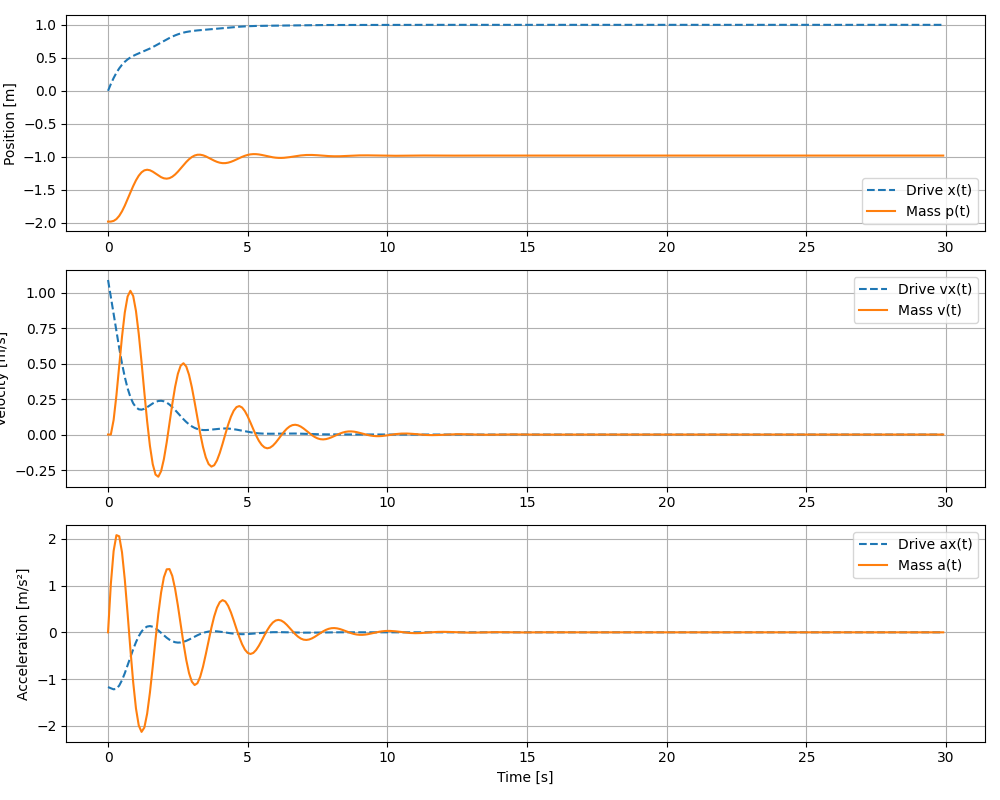 1.0
0.5
0.0
−0.5
−1.0
−1.5
−2.0
Position [m]
Drive x(t)
Mass p(t)
0 5 10 15 20 25 30
1.00
0.75
0.50
0.25
0.00
−0.25
Velocity [m/s]
Drive vx(t)
Mass v(t)
0 5 10 15 20 25 30
2
1
0
−1
−2
Acceleration [m/s²]
Drive ax(t)
Mass a(t)
0 5 10 15 20 25 30
Time [s]